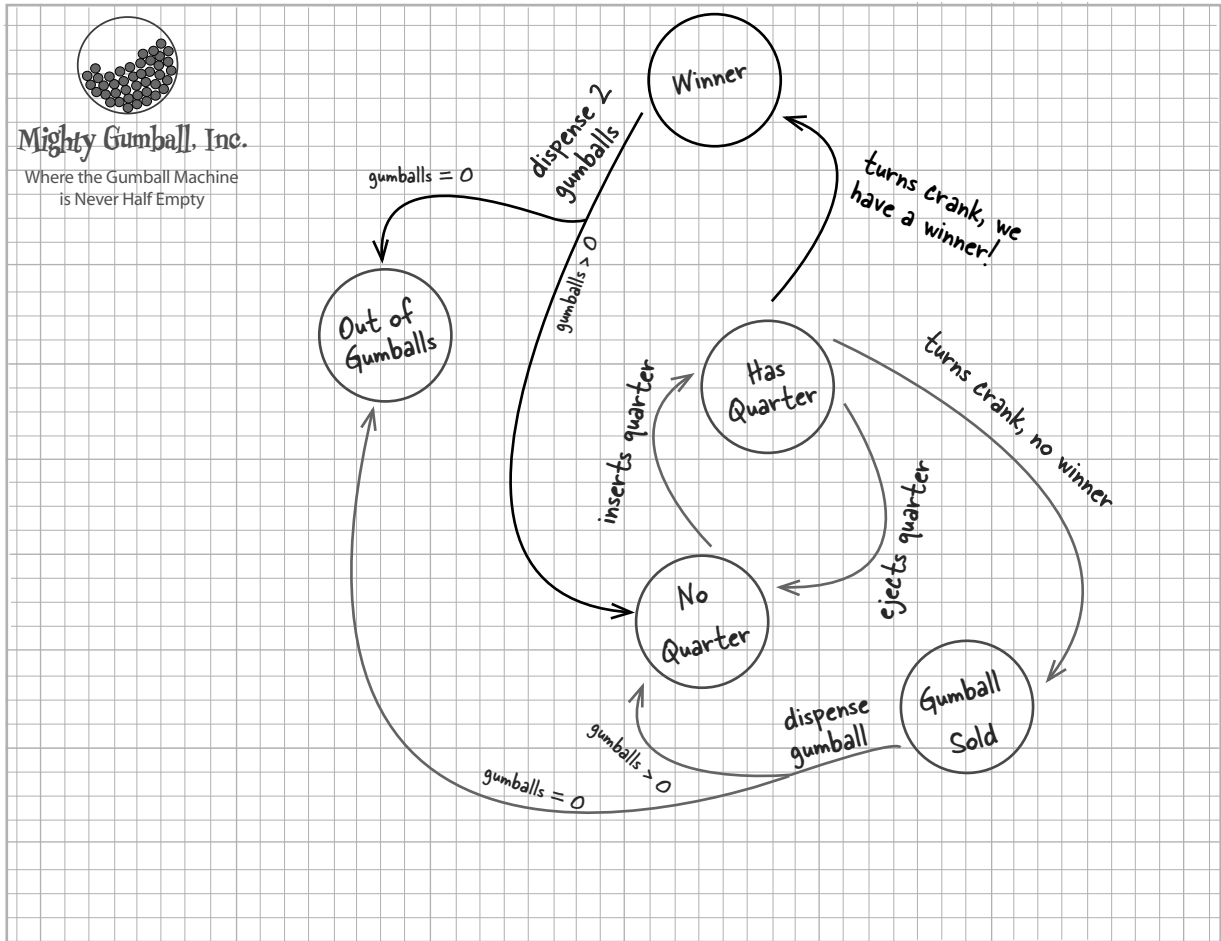 Mighty Gumball, Inc.
Where the Gumball Machine
is Never Half Empty
Winner
dispense 2
gumballs
gumballs = 0
turns crank, we
have a winner!
gumballs > 0
Out of
Gumballs
Has
Quarter
inserts quarter
turns crank, no winner
ejects quarter
No
Quarter
Gumball
Sold
dispense
gumball
gumballs > 0
gumballs = 0